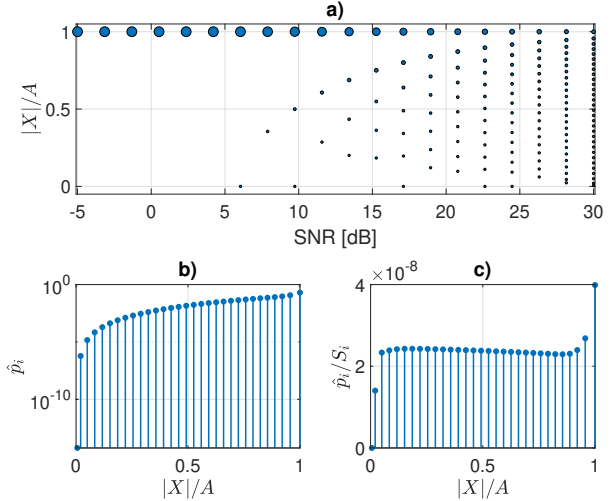 a)
1
0.5
0
|X|/A
-5 0 5 10 15 20 25 30
SNR [dB]
b)
10^0
10^-10
p̂_i
0 0.5 1
|X|/A
c)
×10^-8
4
2
0
p̂_i/S_i
0 0.5 1
|X|/A